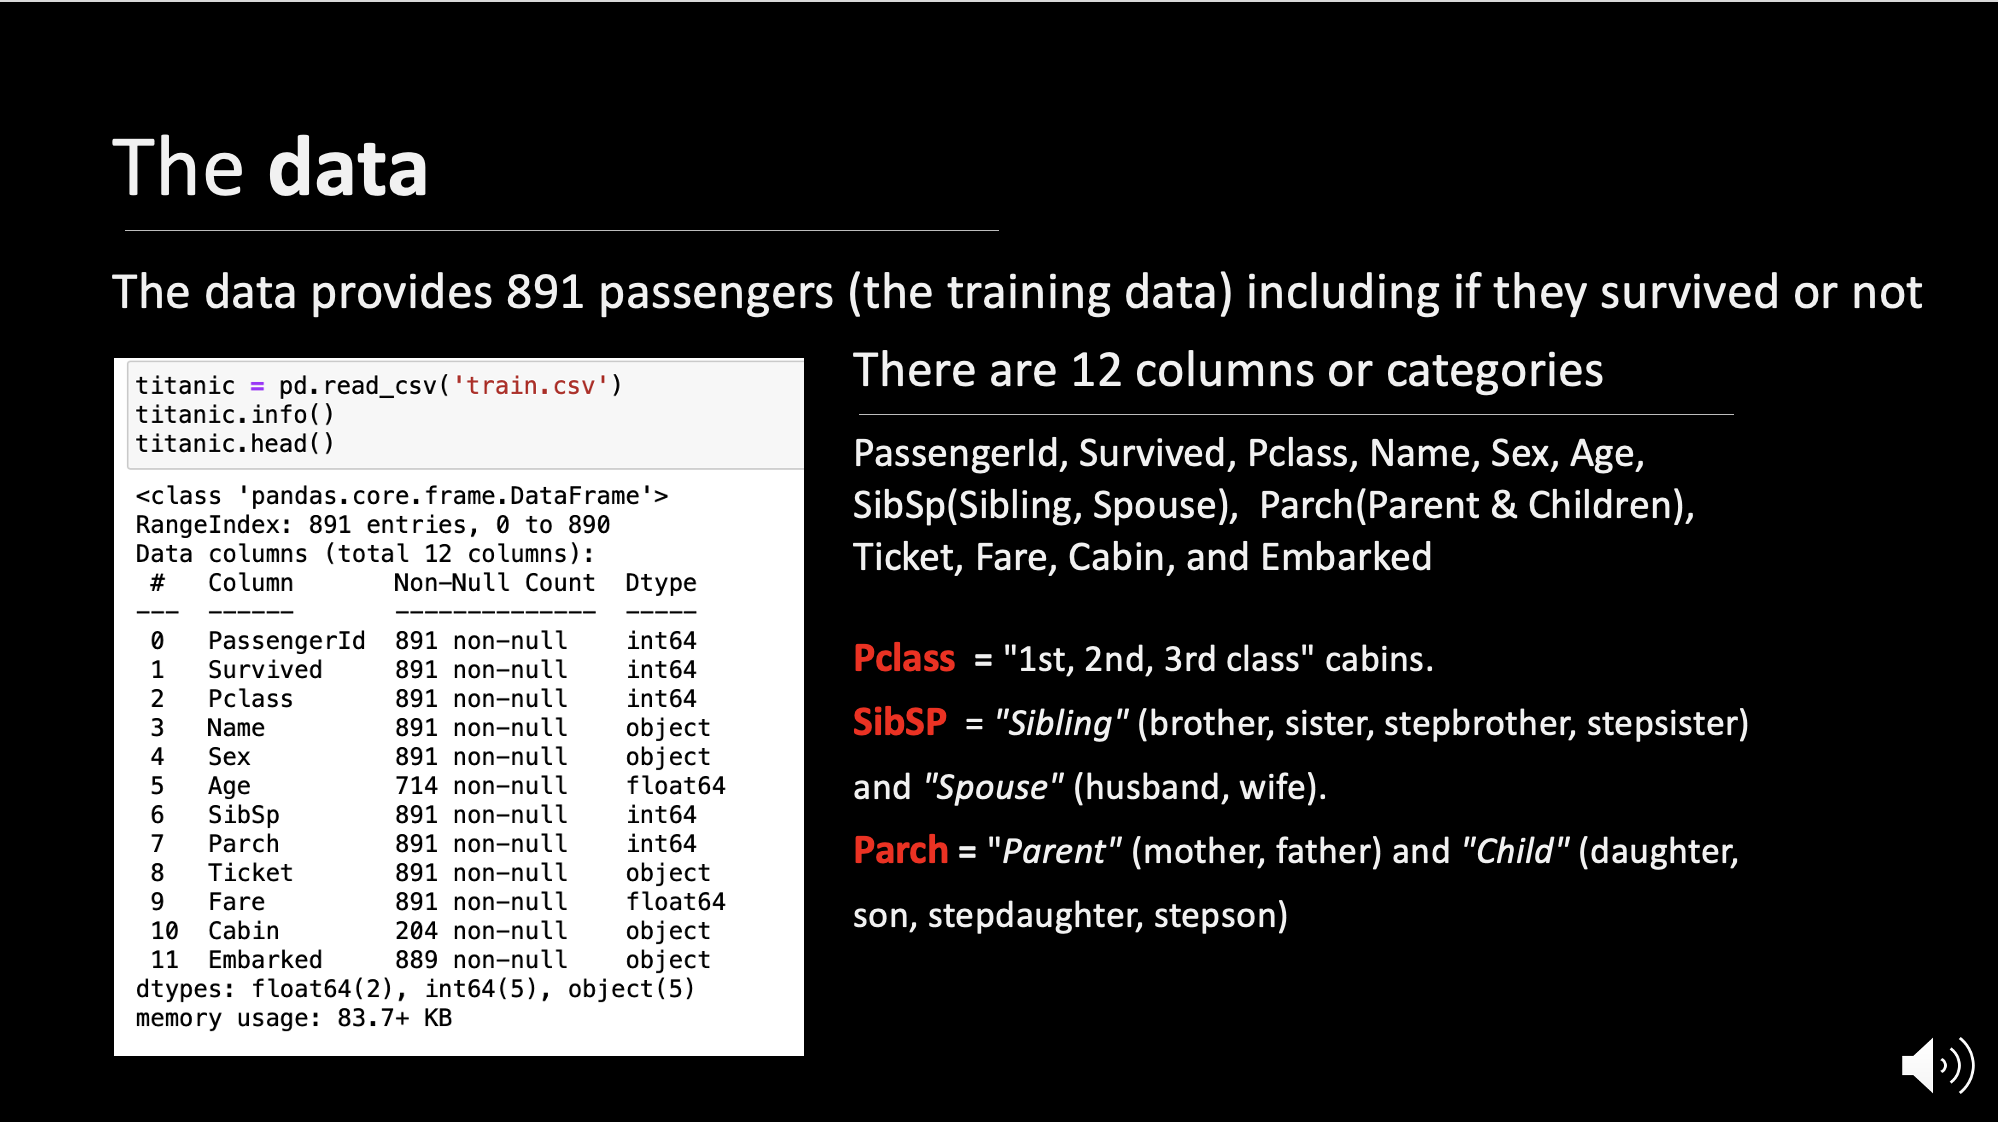 The data
The data provides 891 passengers (the training data) including if they survived or not
titanic = pd.read_csv('train.csv')
titanic.info()
titanic.head()
<class 'pandas.core.frame.DataFrame'>
RangeIndex: 891 entries, 0 to 890
Data columns (total 12 columns):
 #   Column       Non-Null Count  Dtype
---  ------       --------------  -----
 0   PassengerId  891 non-null    int64
 1   Survived     891 non-null    int64
 2   Pclass       891 non-null    int64
 3   Name         891 non-null    object
 4   Sex          891 non-null    object
 5   Age          714 non-null    float64
 6   SibSp        891 non-null    int64
 7   Parch        891 non-null    int64
 8   Ticket       891 non-null    object
 9   Fare         891 non-null    float64
 10  Cabin        204 non-null    object
 11  Embarked     889 non-null    object
dtypes: float64(2), int64(5), object(5)
memory usage: 83.7+ KB
There are 12 columns or categories
PassengerId, Survived, Pclass, Name, Sex, Age,
SibSp(Sibling, Spouse),  Parch(Parent & Children),
Ticket, Fare, Cabin, and Embarked
Pclass  = "1st, 2nd, 3rd class" cabins.
SibSP  = "Sibling" (brother, sister, stepbrother, stepsister)
and "Spouse" (husband, wife).
Parch = "Parent" (mother, father) and "Child" (daughter,
son, stepdaughter, stepson)